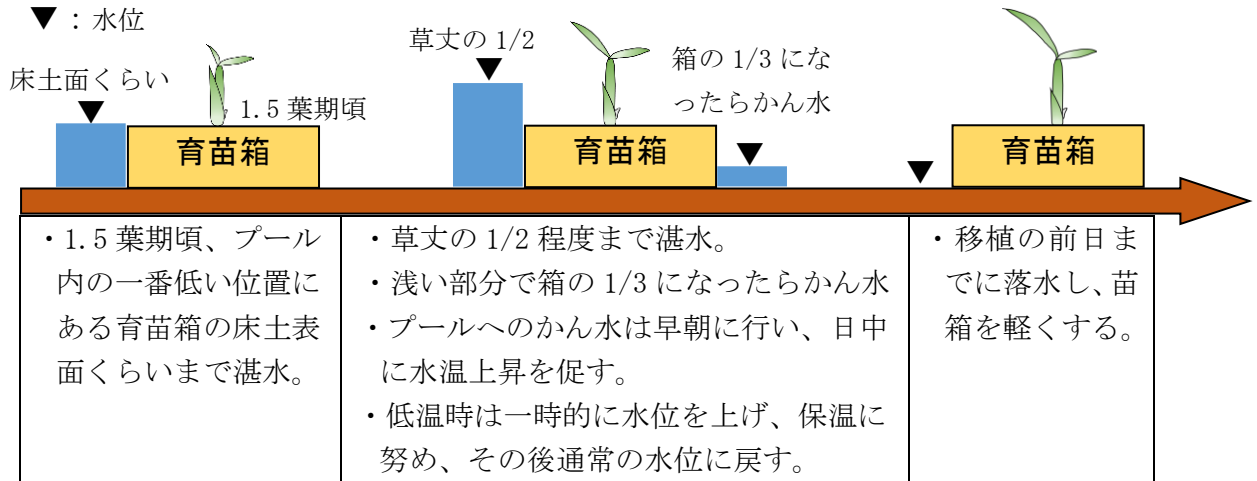 ▼：水位
床土面くらい
1.5 葉期頃
育苗箱
草丈の 1/2
箱の 1/3 にな
ったらかん水
育苗箱
育苗箱
・1.5 葉期頃、プール
内の一番低い位置に
ある育苗箱の床土表
面くらいまで湛水。
・草丈の 1/2 程度まで湛水。
・浅い部分で箱の 1/3 になったらかん水
・プールへのかん水は早朝に行い、日中
に水温上昇を促す。
・低温時は一時的に水位を上げ、保温に
努め、その後通常の水位に戻す。
・移植の前日ま
でに落水し、苗
箱を軽くする。